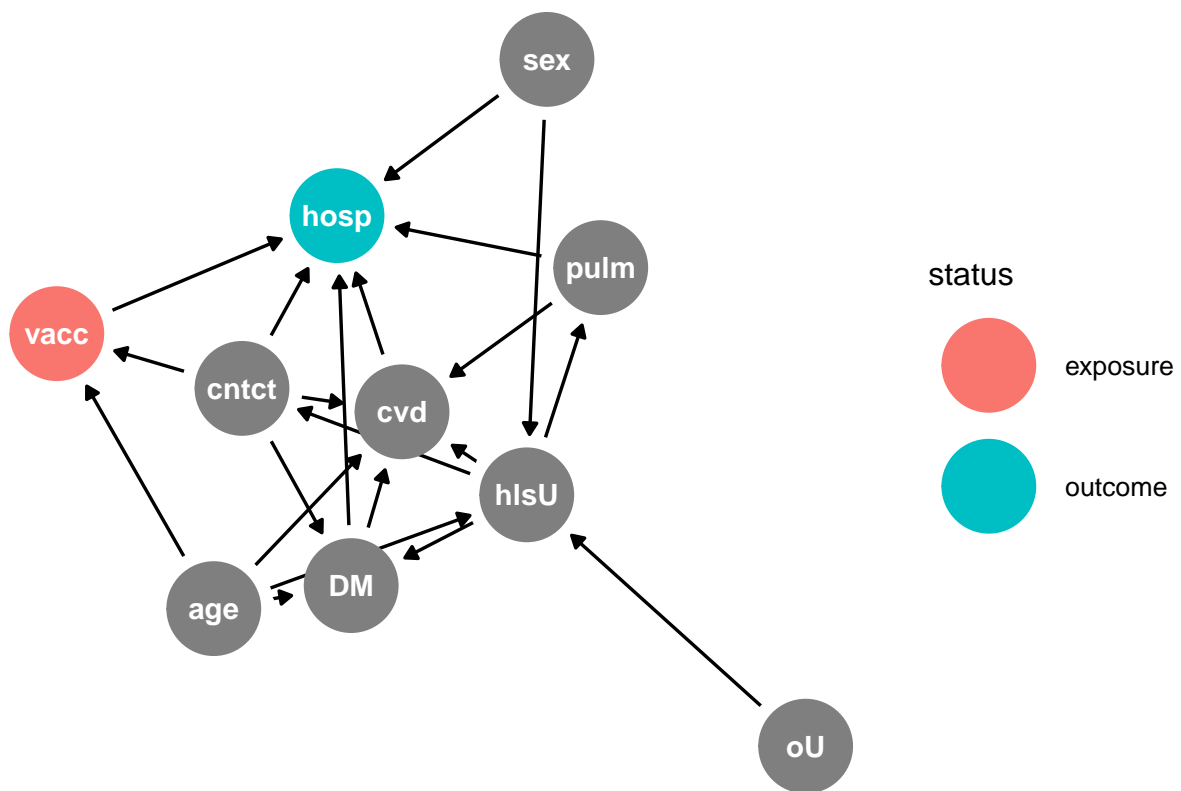 sex
hosp
pulm
vacc
cntct
cvd
hlsU
DM
age
oU
status
exposure
outcome